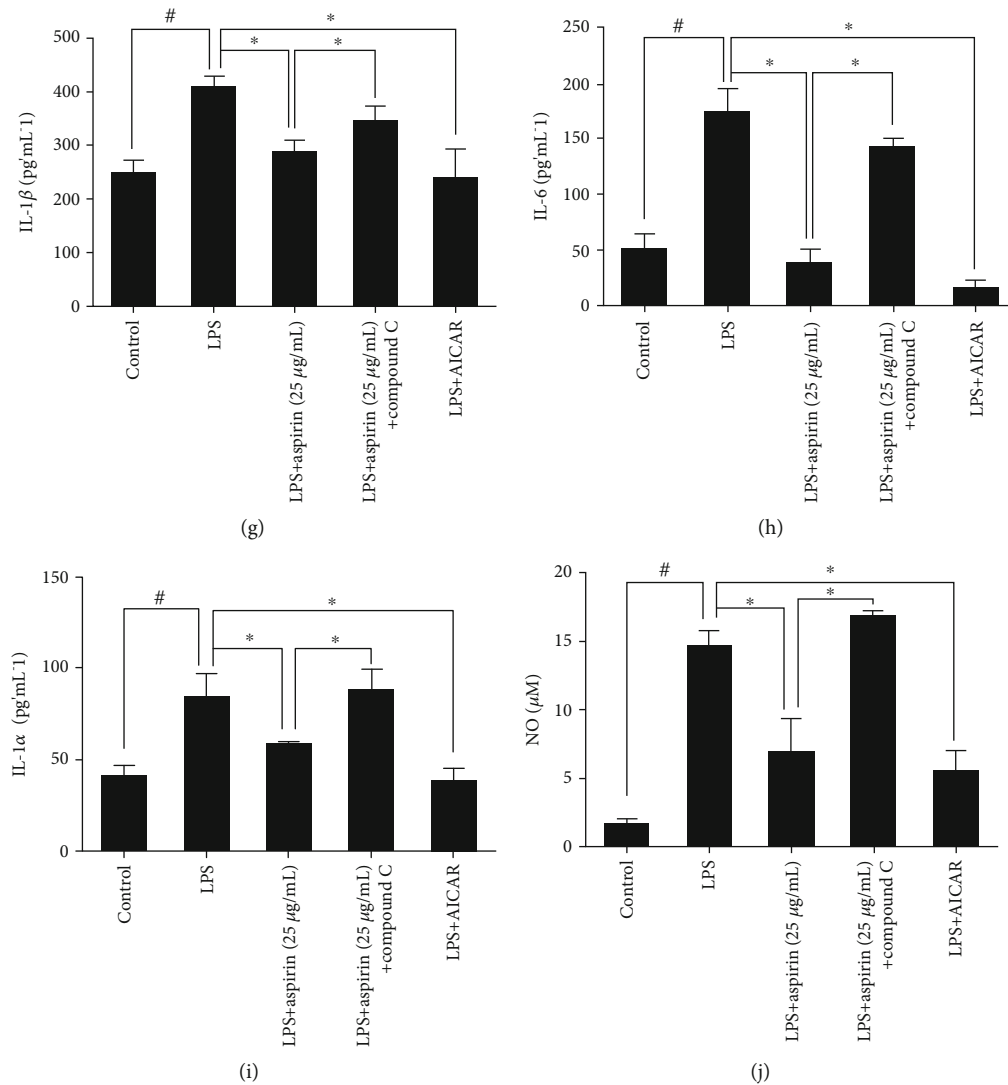 #
*
*
*
500
400
300
200
100
0
IL-1β (pg'mL⁻1)
Control
LPS
LPS+aspirin (25 μg/mL)
LPS+aspirin (25 μg/mL)
+compound C
LPS+AICAR
(g)
#
*
*
*
250
200
150
100
50
0
IL-6 (pg'mL⁻1)
Control
LPS
LPS+aspirin (25 μg/mL)
LPS+aspirin (25 μg/mL)
+compound C
LPS+AICAR
(h)
#
*
*
*
150
100
50
0
IL-1α (pg'mL⁻1)
Control
LPS
LPS+aspirin (25 μg/mL)
LPS+aspirin (25 μg/mL)
+compound C
LPS+AICAR
(i)
#
*
*
*
20
15
10
5
0
NO (μM)
Control
LPS
LPS+aspirin (25 μg/mL)
LPS+aspirin (25 μg/mL)
+compound C
LPS+AICAR
(j)